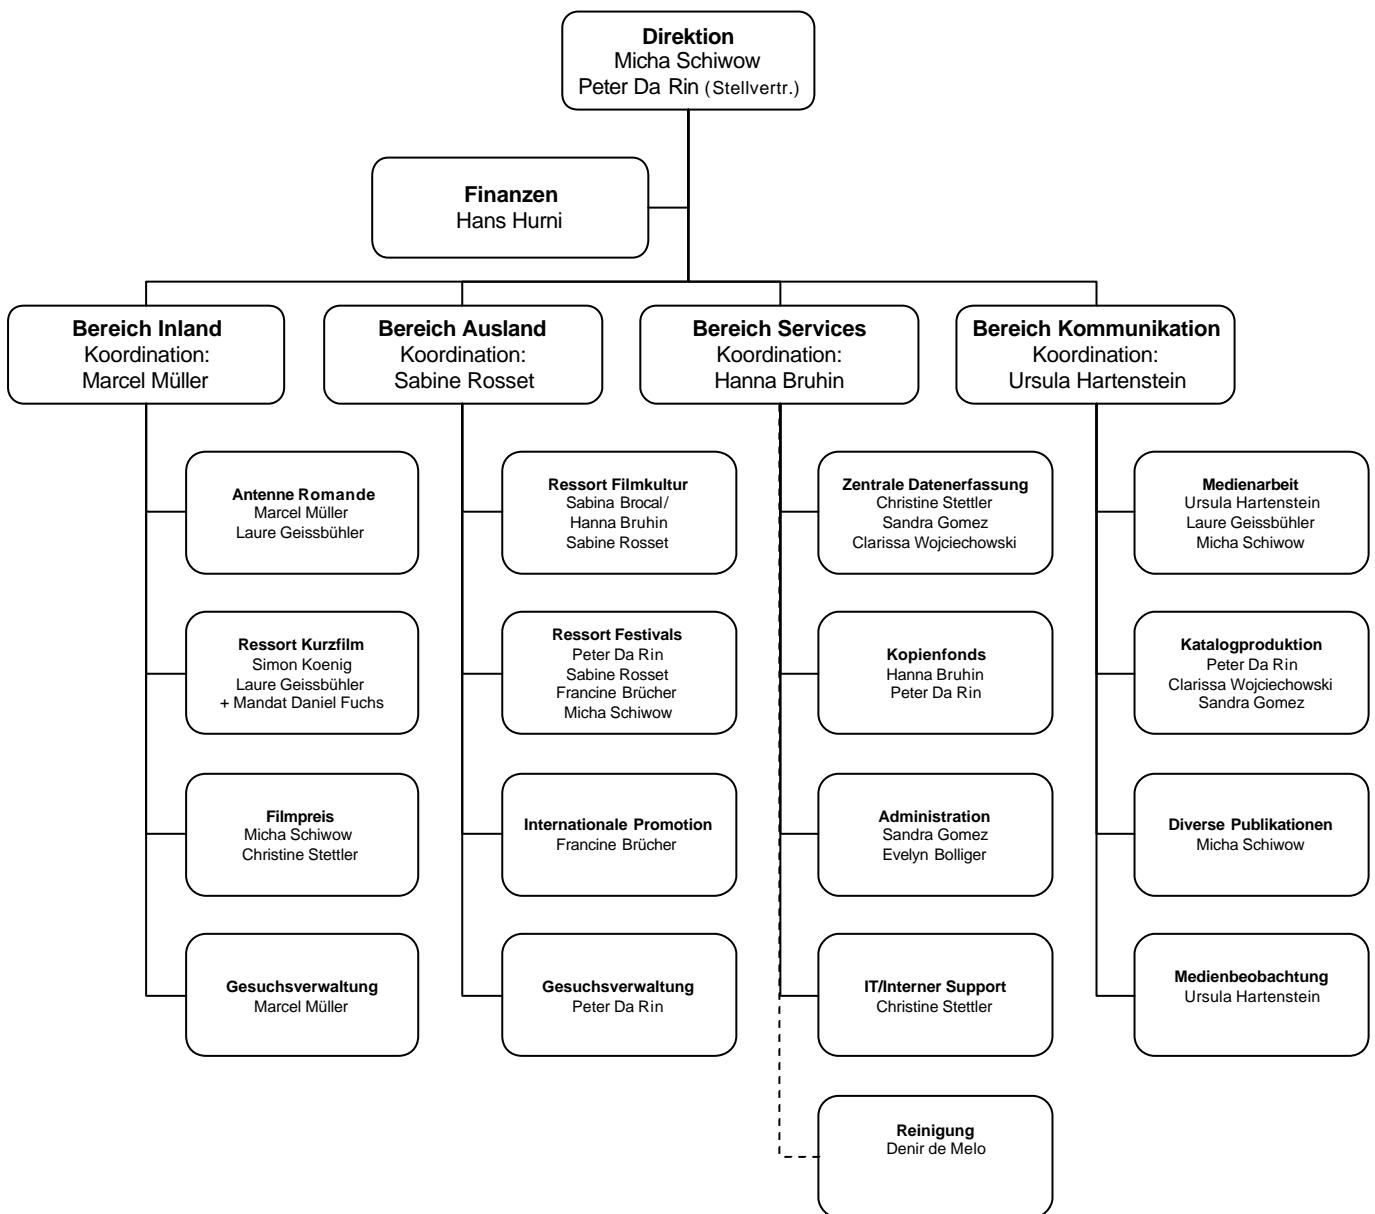 Direktion
Micha Schiwow
Peter Da Rin (Stellvertr.)
Finanzen
Hans Hurni
Bereich Inland
Koordination:
Marcel Müller
Bereich Ausland
Koordination:
Sabine Rosset
Bereich Services
Koordination:
Hanna Bruhin
Bereich Kommunikation
Koordination:
Ursula Hartenstein
Antenne Romande
Marcel Müller
Laure Geissbühler
Ressort Filmkultur
Sabina Brocal/
Hanna Bruhin
Sabine Rosset
Zentrale Datenerfassung
Christine Stettler
Sandra Gomez
Clarissa Wojciechowski
Medienarbeit
Ursula Hartenstein
Laure Geissbühler
Micha Schiwow
Ressort Kurzfilm
Simon Koenig
Laure Geissbühler
+ Mandat Daniel Fuchs
Ressort Festivals
Peter Da Rin
Sabine Rosset
Francine Brücher
Micha Schiwow
Kopienfonds
Hanna Bruhin
Peter Da Rin
Katalogproduktion
Peter Da Rin
Clarissa Wojciechowski
Sandra Gomez
Filmpreis
Micha Schiwow
Christine Stettler
Internationale Promotion
Francine Brücher
Administration
Sandra Gomez
Evelyn Bolliger
Diverse Publikationen
Micha Schiwow
Gesuchsverwaltung
Marcel Müller
Gesuchsverwaltung
Peter Da Rin
IT/Interner Support
Christine Stettler
Medienbeobachtung
Ursula Hartenstein
Reinigung
Denir de Melo